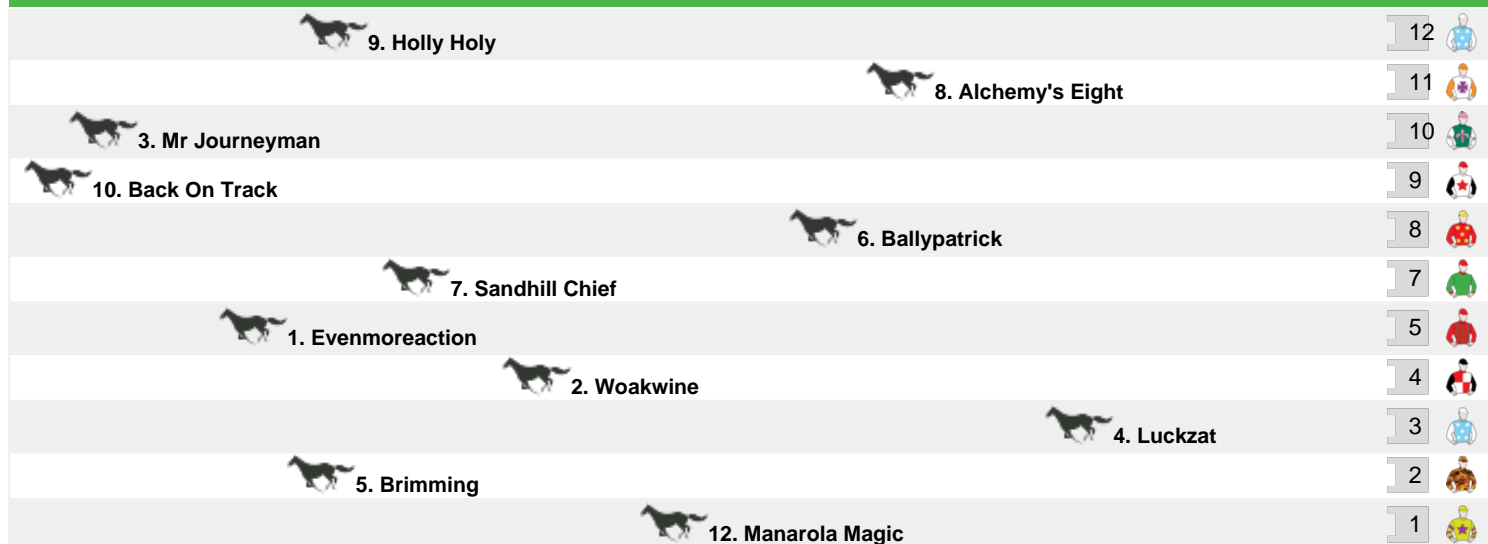 9. Holly Holy 12
8. Alchemy's Eight 11
3. Mr Journeyman 10
10. Back On Track 9
6. Ballypatrick 8
7. Sandhill Chief 7
1. Evenmoreaction 5
2. Woakwine 4
4. Luckzat 3
5. Brimming 2
12. Manarola Magic 1